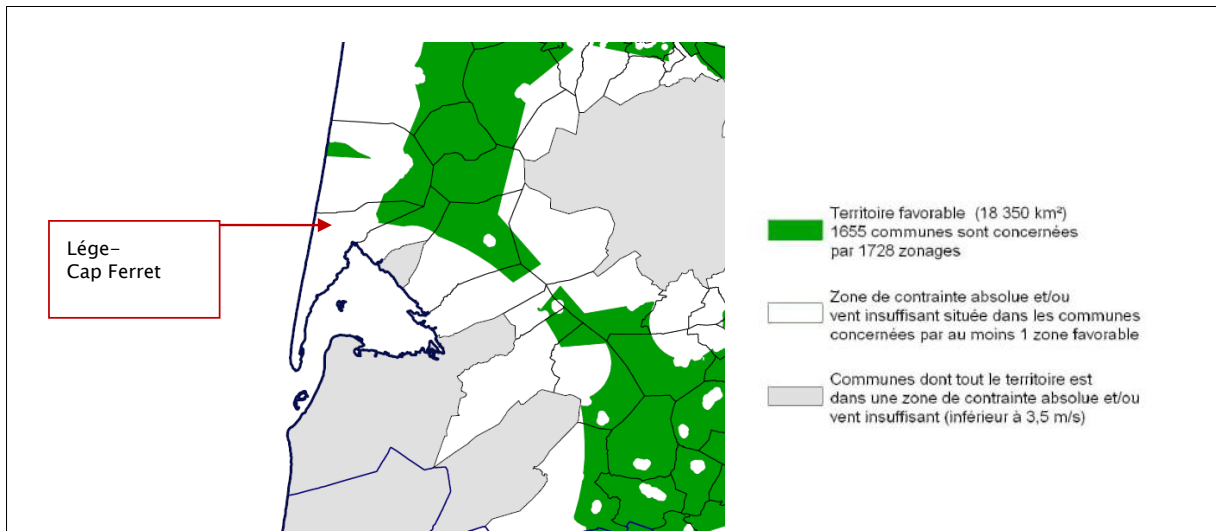 Lége-
Cap Ferret
Territoire favorable (18 350 km²)
1655 communes sont concernées
par 1728 zonages
Zone de contrainte absolue et/ou
vent insuffisant située dans les communes
concernées par au moins 1 zone favorable
Communes dont tout le territoire est
dans une zone de contrainte absolue et/ou
vent insuffisant (inférieur à 3,5 m/s)